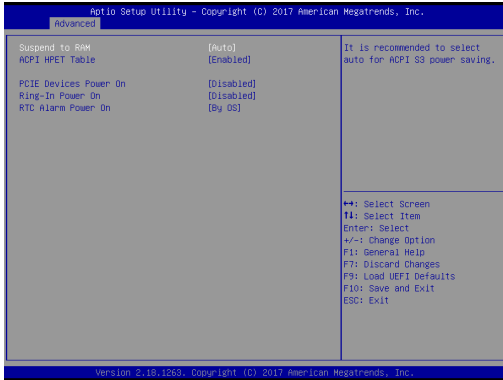 Aptio Setup Utility – Copyright (C) 2017 American Megatrends, Inc.
Advanced
Suspend to RAM [Auto]
ACPI HPET Table [Enabled]
PCIE Devices Power On [Disabled]
Ring-In Power On [Disabled]
RTC Alarm Power On [By OS]
It is recommended to select
auto for ACPI S3 power saving.
↔: Select Screen
↑↓: Select Item
Enter: Select
+/-: Change Option
F1: General Help
F7: Discard Changes
F9: Load UEFI Defaults
F10: Save and Exit
ESC: Exit
Version 2.18.1263. Copyright (C) 2017 American Megatrends, Inc.